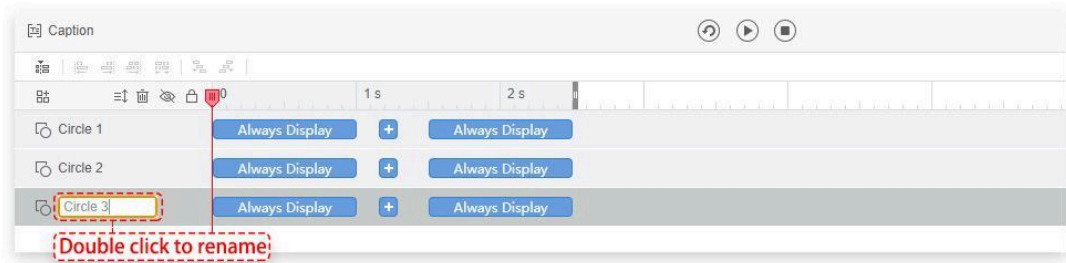 Caption
0 1 s 2 s
Circle 1 Always Display + Always Display
Circle 2 Always Display + Always Display
Circle 3 Always Display + Always Display
Double click to rename